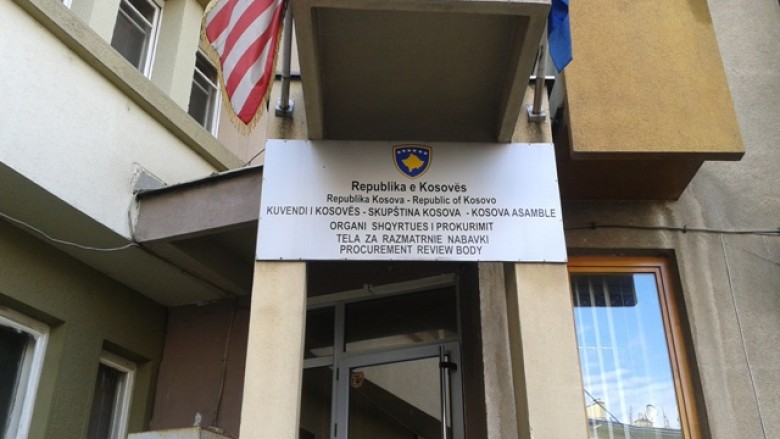 Republika e Kosovës
Republika Kosova - Republic of Kosovo
KUVENDI I KOSOVËS - SKUPŠTINA KOSOVA - KOSOVA ASAMBLE
ORGANI SHQYRTUES I PROKURIMIT
TELA ZA RAZMATRNIE NABAVKI
PROCUREMENT REVIEW BODY